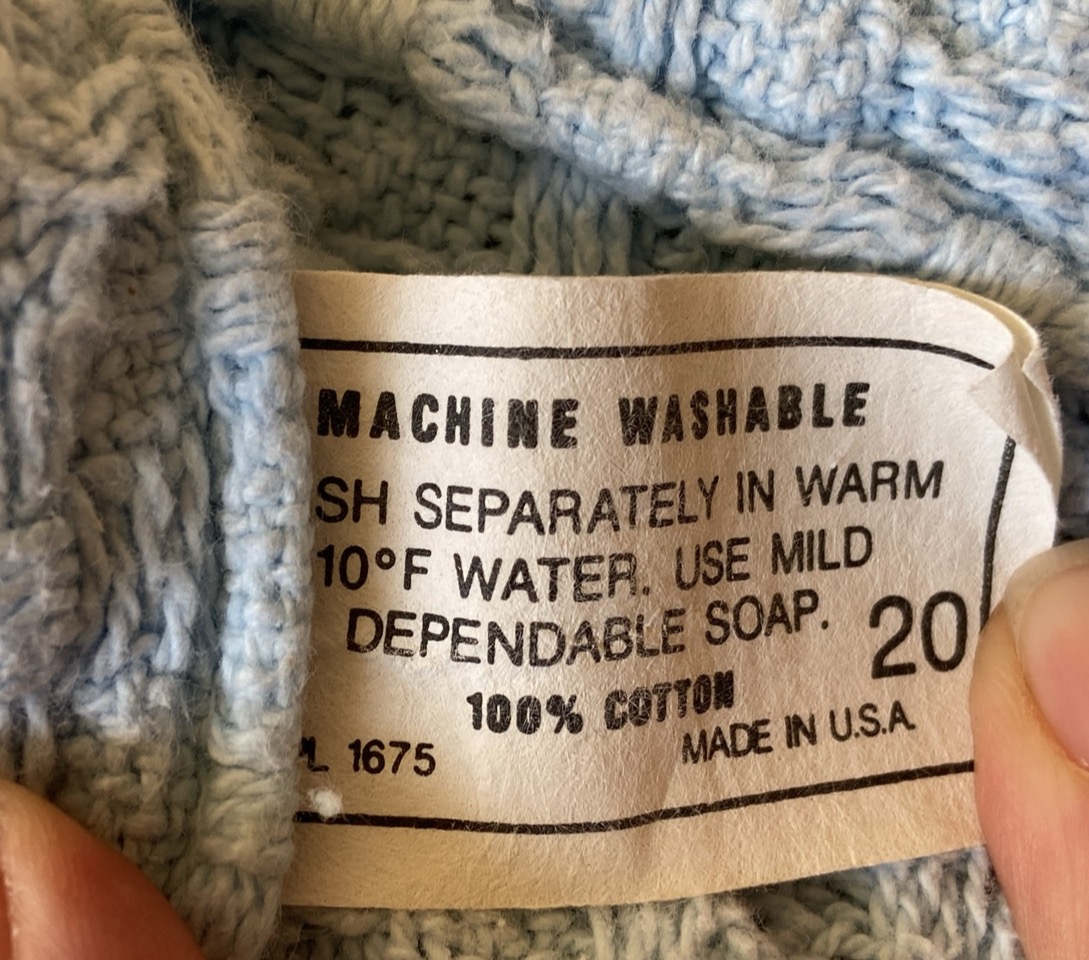 MACHINE WASHABLE
SH SEPARATELY IN WARM
10°F WATER. USE MILD
DEPENDABLE SOAP.
20
100% COTTON
L 1675
MADE IN U.S.A.